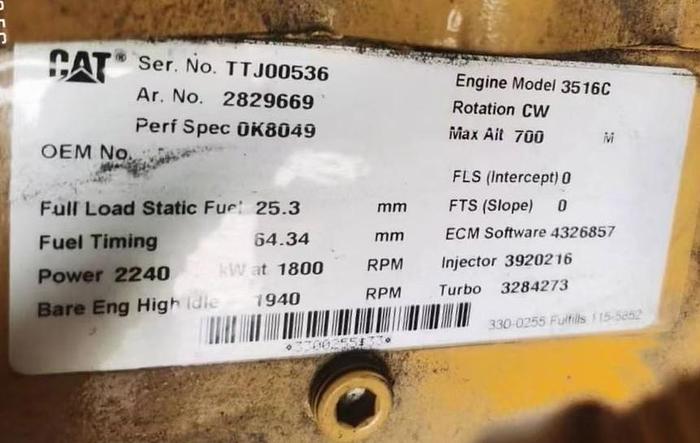 CAT® Ser. No. TTJ00536
Ar. No. 2829669
Perf Spec 0K8049
OEM No.
Full Load Static Fuel 25.3 mm
Fuel Timing 64.34 mm
Power 2240 kW at 1800 RPM
Bare Eng High Idle 1940 RPM
Engine Model 3516C
Rotation CW
Max Alt 700 M
FLS (Intercept) 0
FTS (Slope) 0
ECM Software 4326857
Injector 3920216
Turbo 3284273
330-0255 Fulfills 115-5852